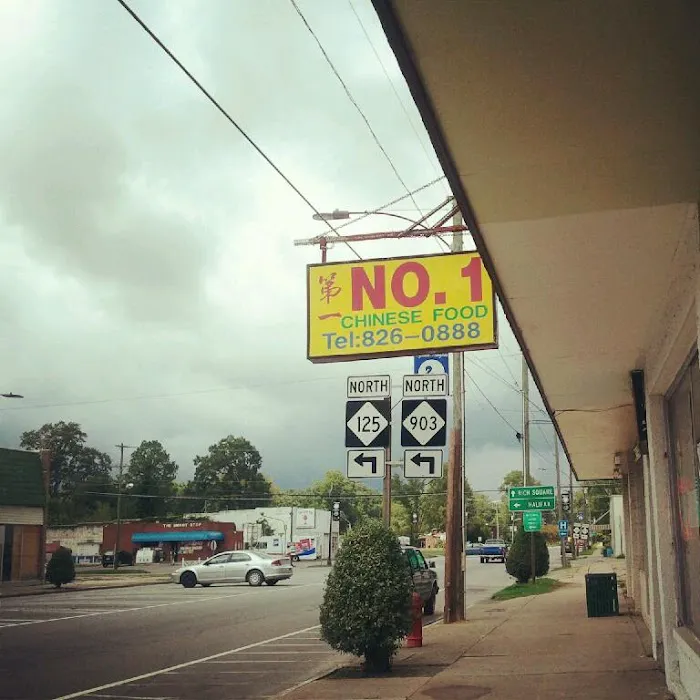 第一
NO.1
CHINESE FOOD
Tel:826-0888
NORTH
125
NORTH
903
RICH SQUARE
HALIFAX
H